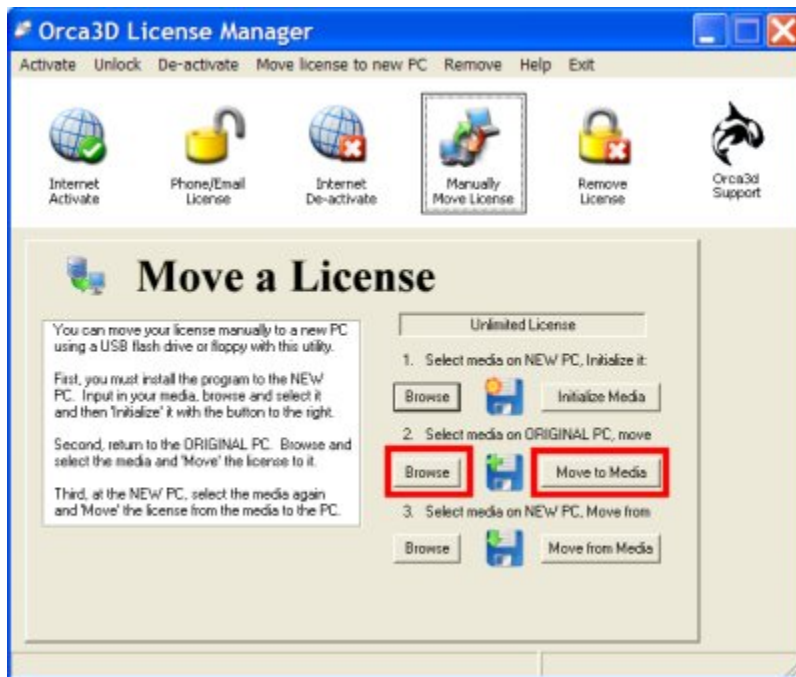 Orca3D License Manager
Activate Unlock De-activate Move license to new PC Remove Help Exit
Internet
Activate
Phone/Email
License
Internet
De-activate
Manually
Move License
Remove
License
Orca3d
Support
Move a License
You can move your license manually to a new PC
using a USB flash drive or floppy with this utility.
First, you must install the program to the NEW
PC. Input in your media, browse and select it
and then 'Initialize' it with the button to the right.
Second, return to the ORIGINAL PC. Browse and
select the media and 'Move' the license to it.
Third, at the NEW PC, select the media again
and 'Move' the license from the media to the PC.
Unlimited License
1. Select media on NEW PC, Initialize it:
Browse Initialize Media
2. Select media on ORIGINAL PC, move
Browse Move to Media
3. Select media on NEW PC, Move from
Browse Move from Media